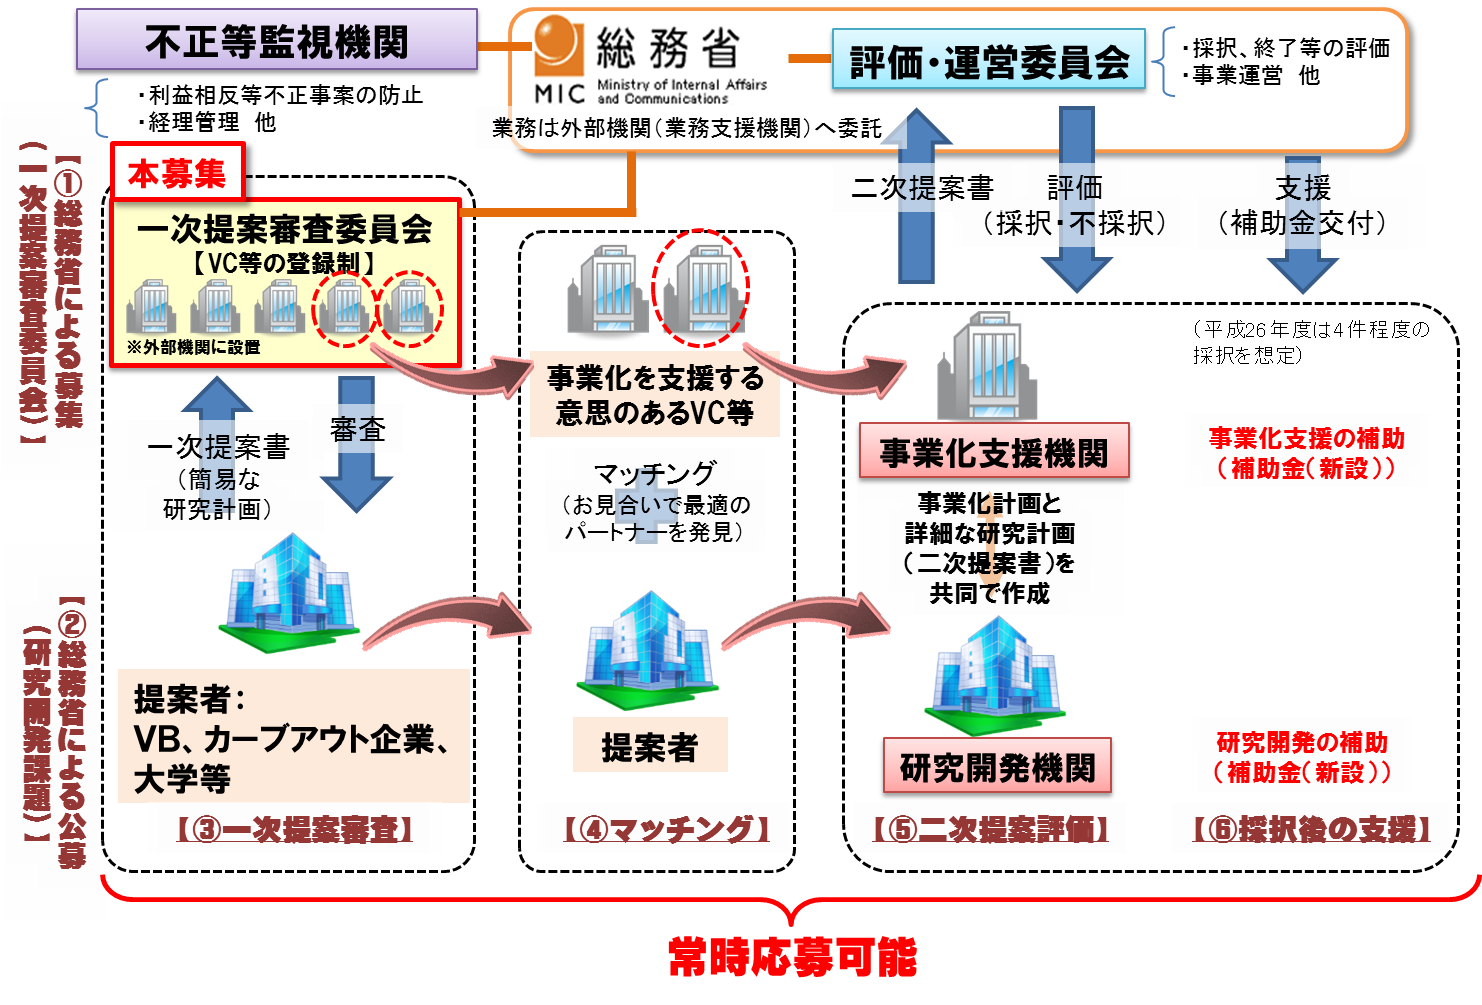 不正等監視機関
・利益相反等不正事案の防止
・経理管理　他
総務省
MIC
Ministry of Internal Affairs
and Communications
業務は外部機関（業務支援機関）へ委託
評価・運営委員会
・採択、終了等の評価
・事業運営　他
【①総務省による募集
（一次提案審査委員会）】
【②総務省による公募
（研究開発課題）】
本募集
一次提案審査委員会
【VC等の登録制】
※外部機関に設置
一次提案書
（簡易な
研究計画）
審査
提案者：
VB、カーブアウト企業、
大学等
【③一次提案審査】
事業化を支援する
意思のあるVC等
マッチング
（お見合いで最適の
パートナーを発見）
提案者
【④マッチング】
二次提案書
評価
（採択・不採択）
支援
（補助金交付）
（平成26年度は4件程度の
採択を想定）
事業化支援機関
事業化支援の補助
（補助金（新設））
事業化計画と
詳細な研究計画
（二次提案書）を
共同で作成
研究開発機関
研究開発の補助
（補助金（新設））
【⑤二次提案評価】
【⑥採択後の支援】
常時応募可能